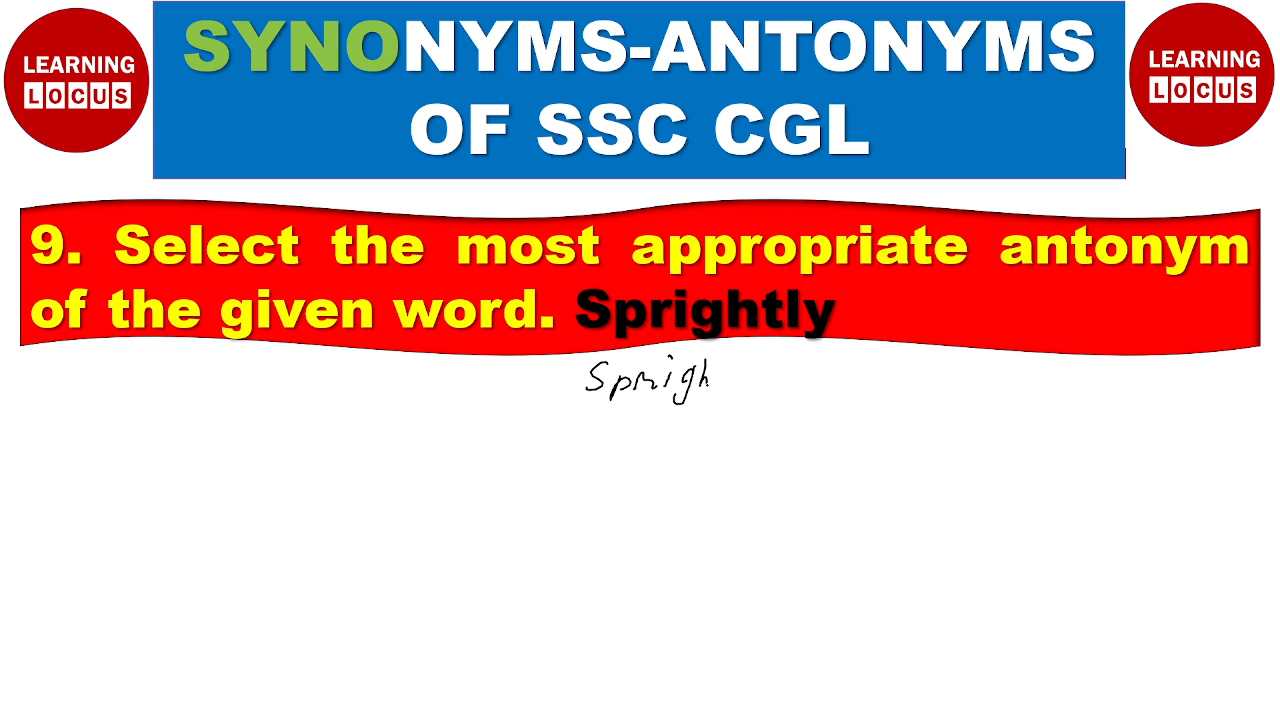 LEARNING
LOCUS
SYNONYMS-ANTONYMS
OF SSC CGL
LEARNING
LOCUS
9. Select the most appropriate antonym
of the given word. Sprightly
Sprigh